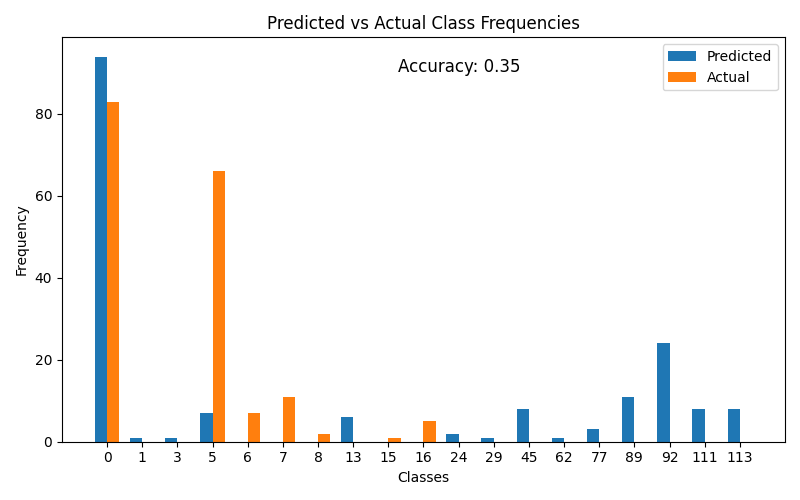 Predicted vs Actual Class Frequencies
Accuracy: 0.35
Predicted
Actual
Frequency
80
60
40
20
0
0 1 3 5 6 7 8 13 15 16 24 29 45 62 77 89 92 111 113
Classes